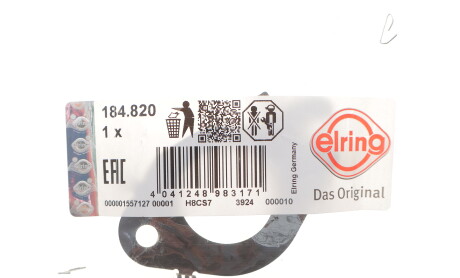 184.820
1 x
EAC
4 041248 983171
000001557127 00001 H8CS7 3924 000010
Elring Germany
elring
Das Original